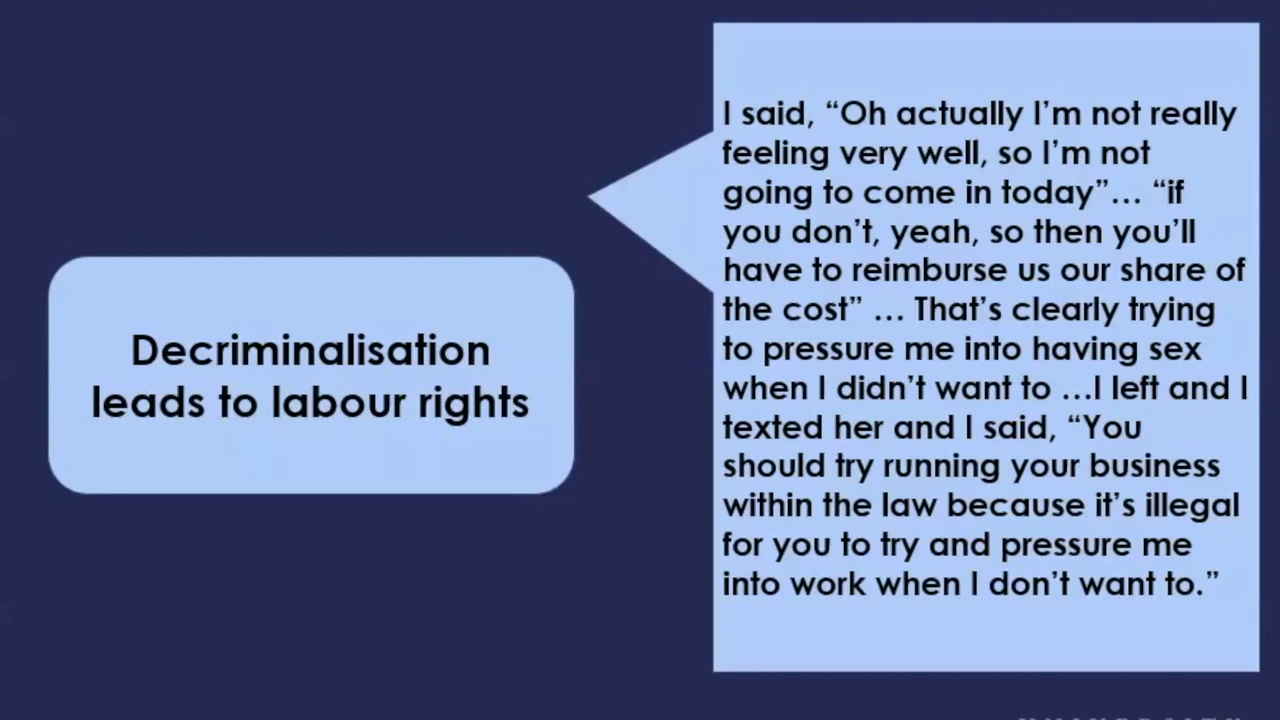 Decriminalisation
leads to labour rights
I said, “Oh actually I’m not really
feeling very well, so I’m not
going to come in today”… “if
you don’t, yeah, so then you’ll
have to reimburse us our share of
the cost” … That’s clearly trying
to pressure me into having sex
when I didn’t want to …I left and I
texted her and I said, “You
should try running your business
within the law because it’s illegal
for you to try and pressure me
into work when I don’t want to.”